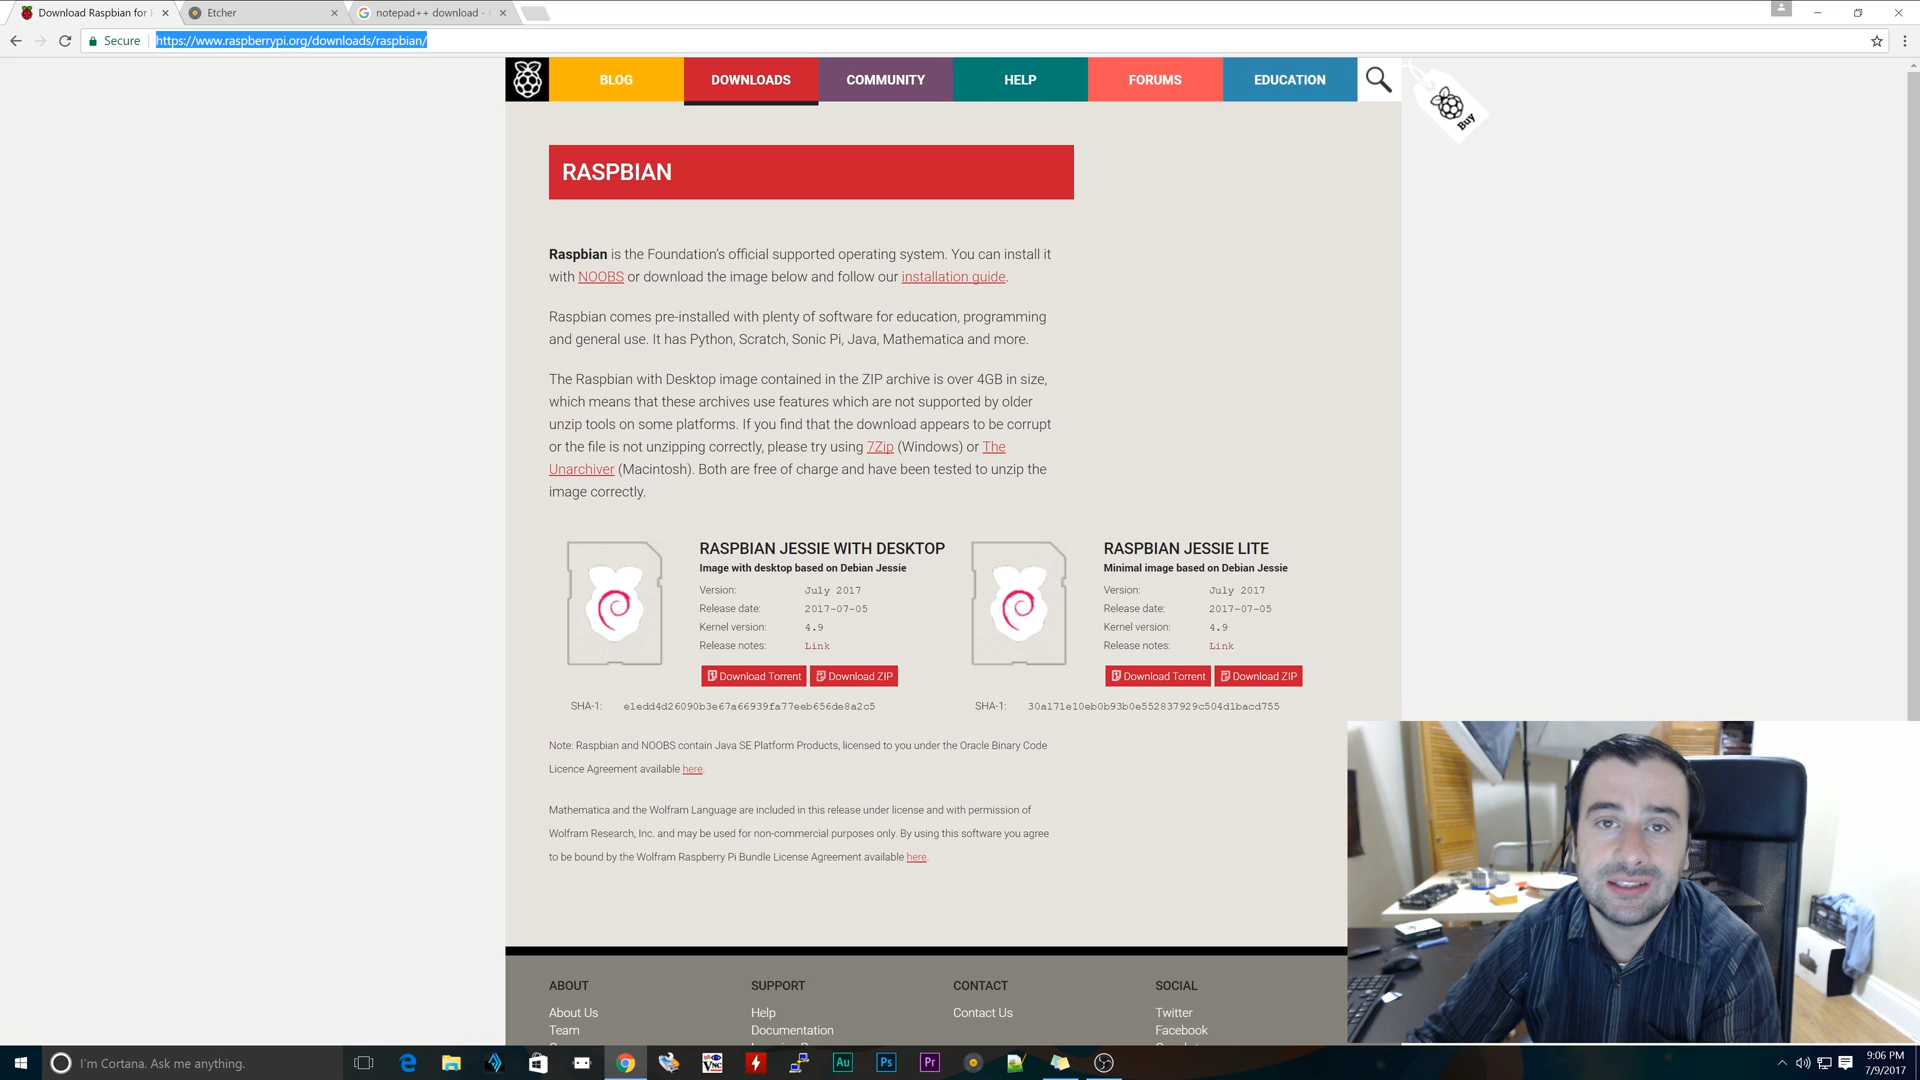 Download Raspbian for
Etcher
notepad++ download -
Secure
https://www.raspberrypi.org/downloads/raspbian/
BLOG
DOWNLOADS
COMMUNITY
HELP
FORUMS
EDUCATION
Buy
RASPBIAN
Raspbian is the Foundation's official supported operating system. You can install it
with NOOBS or download the image below and follow our installation guide.
Raspbian comes pre-installed with plenty of software for education, programming
and general use. It has Python, Scratch, Sonic Pi, Java, Mathematica and more.
The Raspbian with Desktop image contained in the ZIP archive is over 4GB in size,
which means that these archives use features which are not supported by older
unzip tools on some platforms. If you find that the download appears to be corrupt
or the file is not unzipping correctly, please try using 7Zip (Windows) or The
Unarchiver (Macintosh). Both are free of charge and have been tested to unzip the
image correctly.
RASPBIAN JESSIE WITH DESKTOP
Image with desktop based on Debian Jessie
Version: July 2017
Release date: 2017-07-05
Kernel version: 4.9
Release notes: Link
Download Torrent
Download ZIP
SHA-1: e1edd4d26090b3e67a66939fa77eeb656de8a2c5
RASPBIAN JESSIE LITE
Minimal image based on Debian Jessie
Version: July 2017
Release date: 2017-07-05
Kernel version: 4.9
Release notes: Link
Download Torrent
Download ZIP
SHA-1: 30a171e10eb0b93b0e552837929c504d1bacd755
Note: Raspbian and NOOBS contain Java SE Platform Products, licensed to you under the Oracle Binary Code
Licence Agreement available here.
Mathematica and the Wolfram Language are included in this release under license and with permission of
Wolfram Research, Inc. and may be used for non-commercial purposes only. By using this software you agree
to be bound by the Wolfram Raspberry Pi Bundle License Agreement available here.
ABOUT
About Us
Team
SUPPORT
Help
Documentation
CONTACT
Contact Us
SOCIAL
Twitter
Facebook
I'm Cortana. Ask me anything.
VNC
Au
Ps
Pr
9:06 PM
7/9/2017